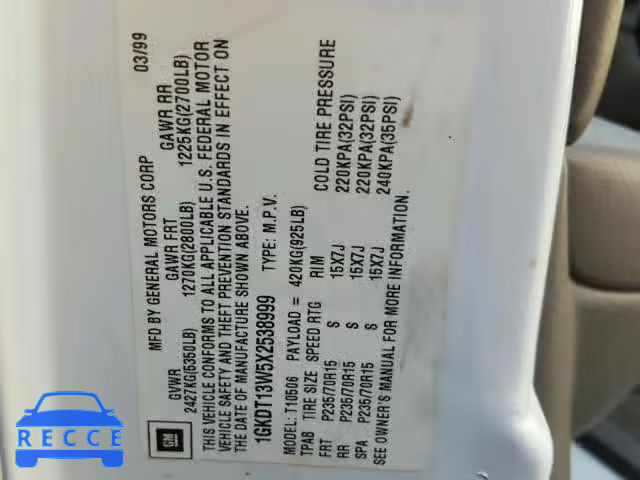 MFD BY GENERAL MOTORS CORP 03/99
GVWR GAWR FRT GAWR RR
2427KG(5350LB) 1270KG(2800LB) 1225KG(2700LB)
THIS VEHICLE CONFORMS TO ALL APPLICABLE U.S. FEDERAL MOTOR
VEHICLE SAFETY AND THEFT PREVENTION STANDARDS IN EFFECT ON
THE DATE OF MANUFACTURE SHOWN ABOVE.
1GKDT13W5X2538999 TYPE: M.P.V.
MODEL: T10506 PAYLOAD = 420KG(925LB)
TPAB TIRE SIZE SPEED RTG RIM COLD TIRE PRESSURE
FRT P235/70R15 S 15X7J 220KPA(32PSI)
RR P235/70R15 S 15X7J 220KPA(32PSI)
SPA P235/70R15 S 15X7J 240KPA(35PSI)
SEE OWNER'S MANUAL FOR MORE INFORMATION.
GM
RECCE